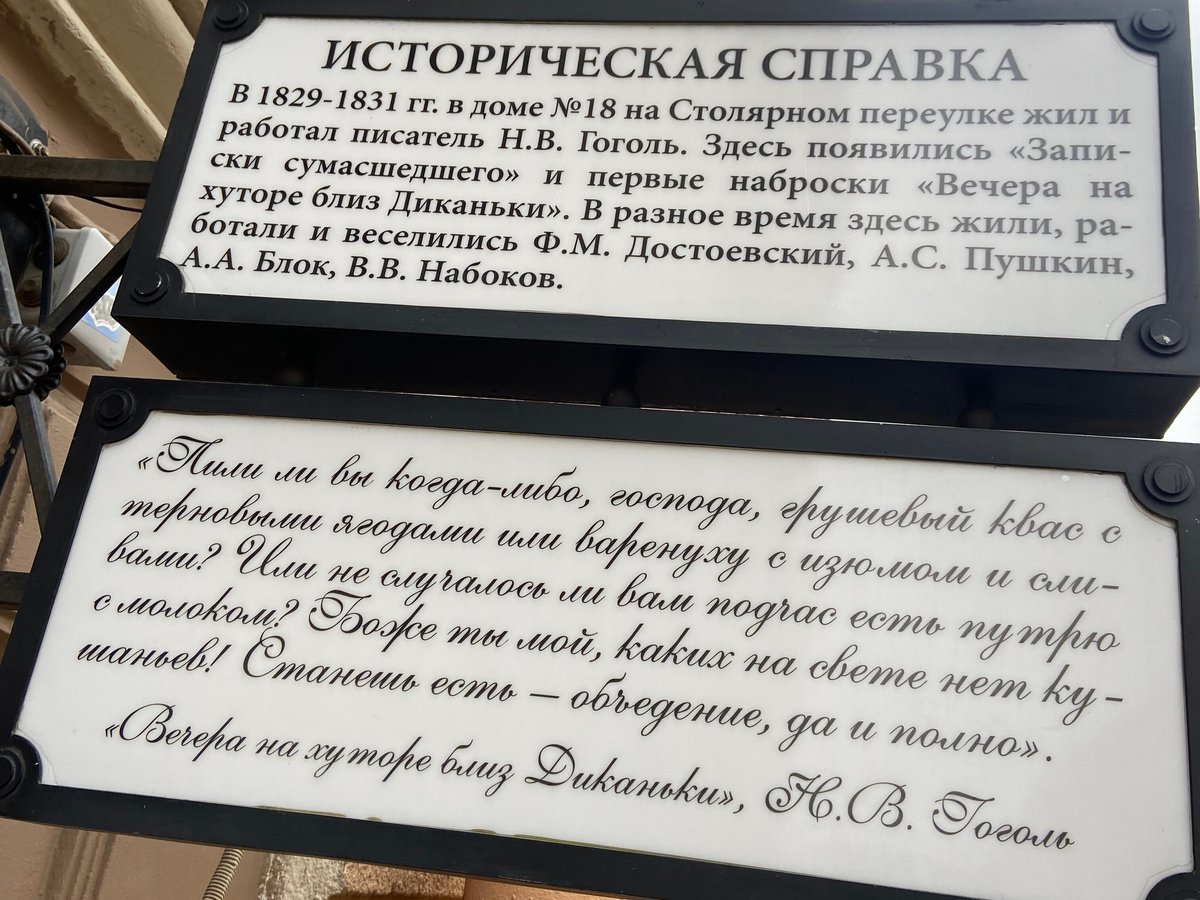 ИСТОРИЧЕСКАЯ СПРАВКА
В 1829-1831 гг. в доме №18 на Столярном переулке жил и
работал писатель Н.В. Гоголь. Здесь появились «Запи-
ски сумасшедшего» и первые наброски «Вечера на
хуторе близ Диканьки». В разное время здесь жили, ра-
ботали и веселились Ф.М. Достоевский, А.С. Пушкин,
А.А. Блок, В.В. Набоков.
«Пили ли вы когда-либо, господа, грушевый квас с
терновыми ягодами или варенуху с изюмом и сли-
вами? Или не случалось ли вам подчас есть путрю
с молоком? Боже ты мой, каких на свете нет ку-
шаньев! Станешь есть – объедение, да и полно».
«Вечера на хуторе близ Диканьки», Н.В. Гоголь